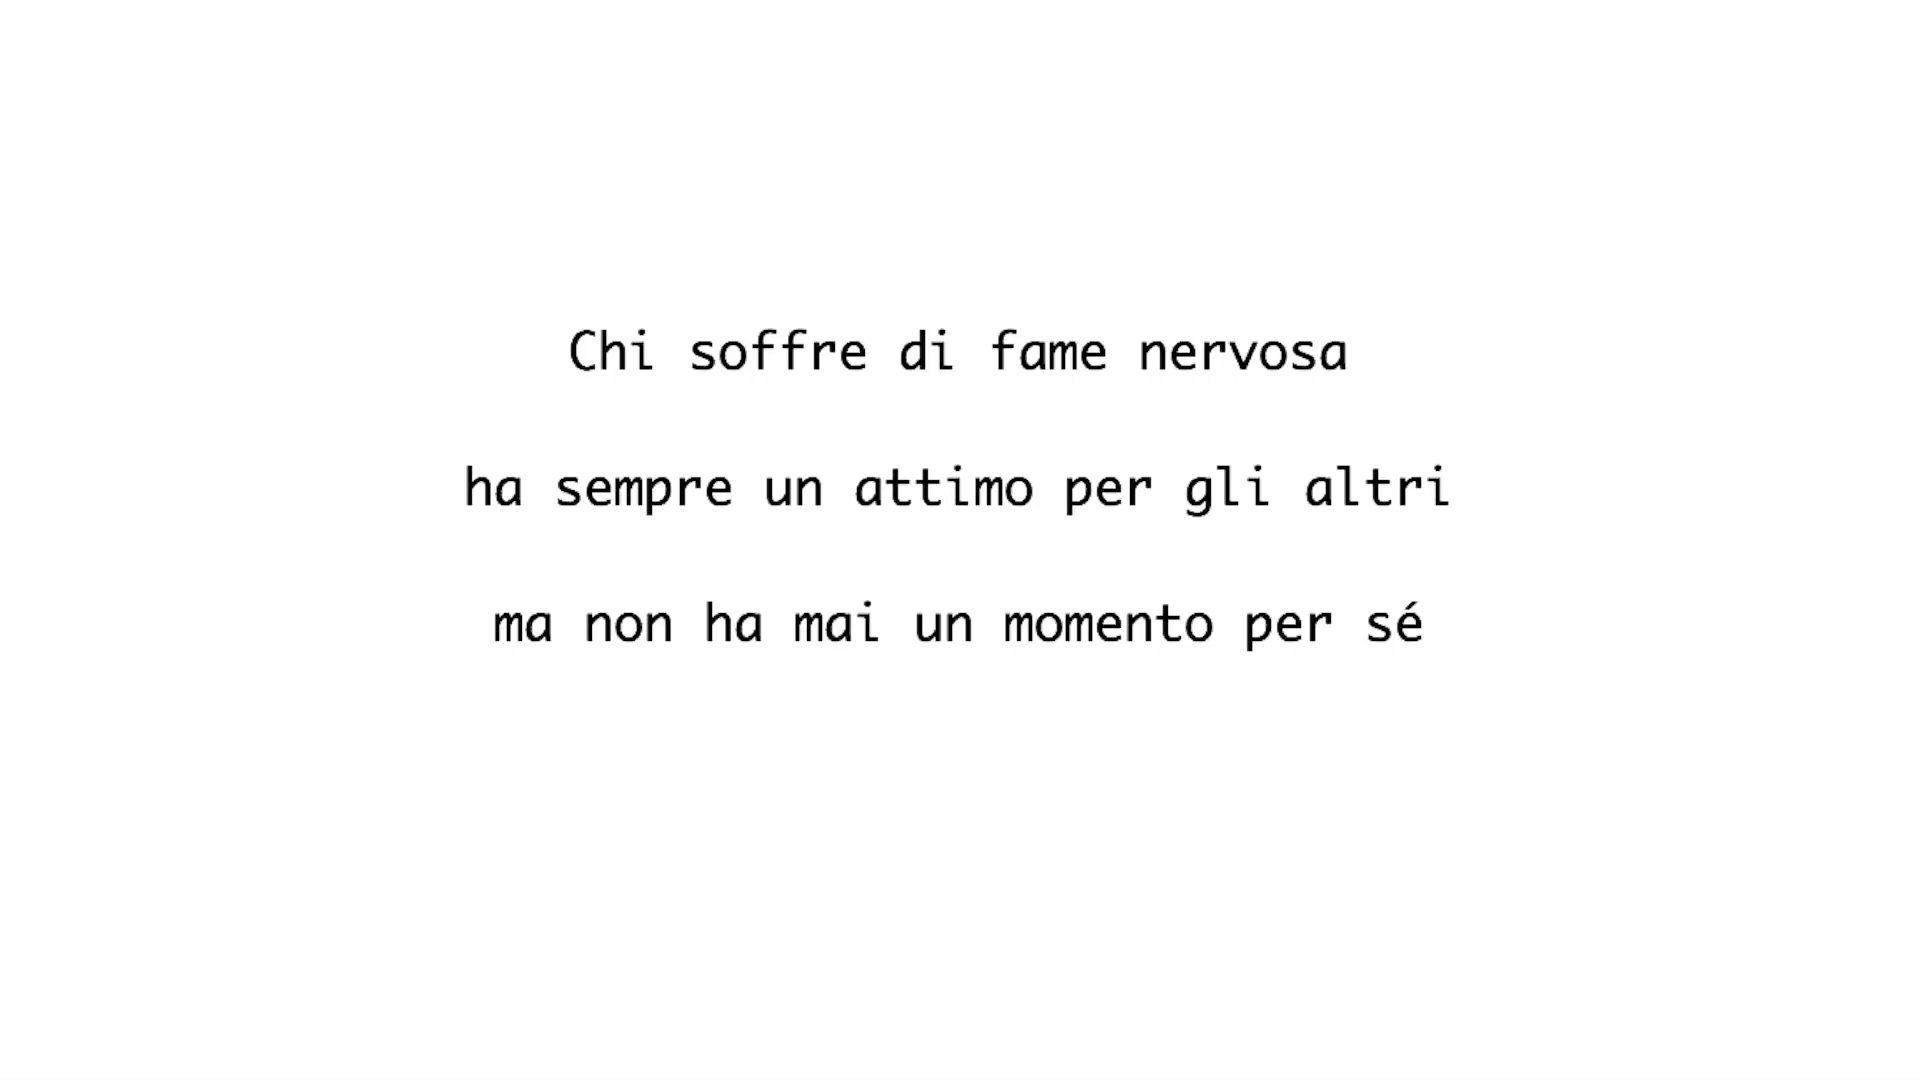 Chi soffre di fame nervosa
ha sempre un attimo per gli altri
ma non ha mai un momento per sé